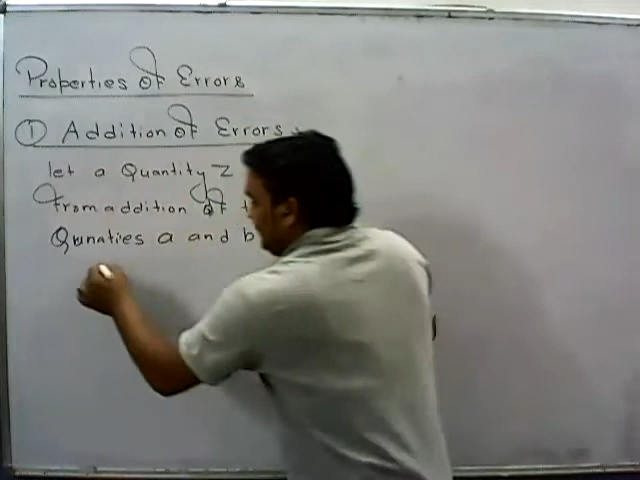 Properties of Errors
① Addition of Errors
let a Quantity Z
from addition of t
Qunaties a and b